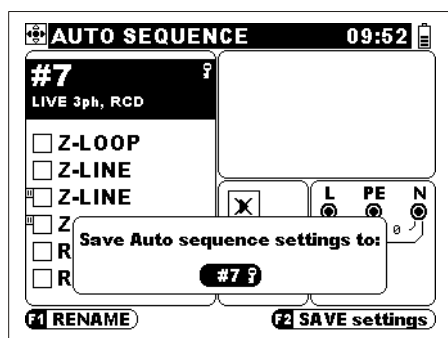 AUTO SEQUENCE 09:52
#7
LIVE 3ph, RCD
Z-LOOP
Z-LINE
Z-LINE
Z
R
R
L PE N
0
Save Auto sequence settings to:
#7
F1 RENAME F2 SAVE settings